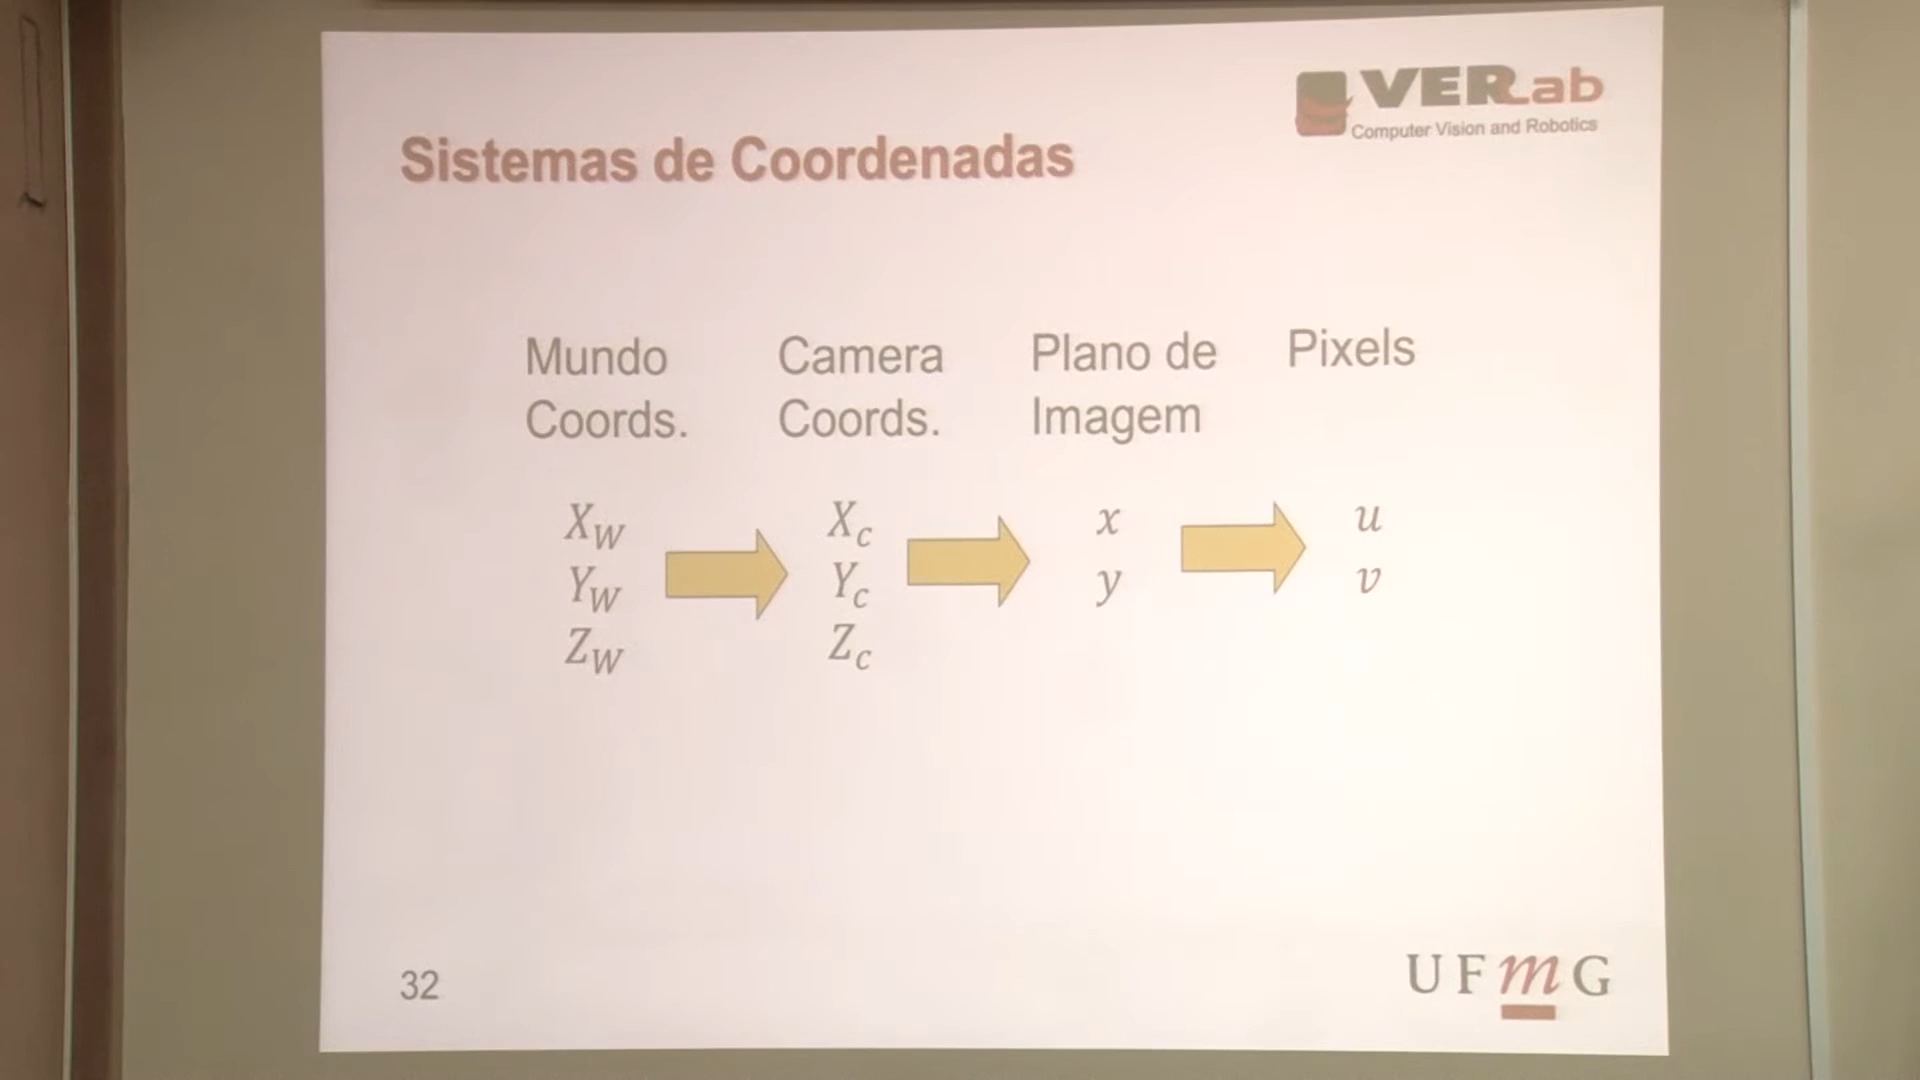 VERLab
Computer Vision and Robotics
Sistemas de Coordenadas
Mundo Coords.
Camera Coords.
Plano de Imagem
Pixels
X_W
Y_W
Z_W
X_c
Y_c
Z_c
x
y
u
v
32
UFmG